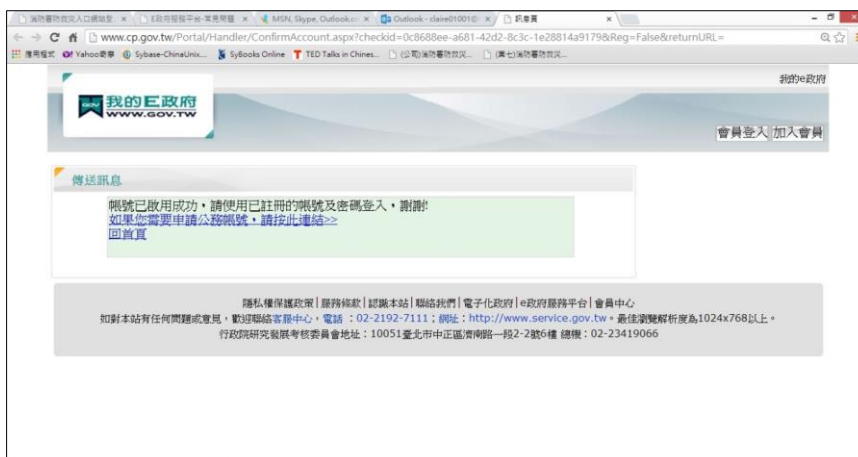 消防署防救災入口網站登.
E政府服務平台-常見問題
MSN, Skype, Outlook.co
Outlook - claire01001@
訊息頁
www.cp.gov.tw/Portal/Handler/ConfirmAccount.aspx?checkid=0c8688ee-a681-42d2-8c3c-1e28814a9179&Reg=False&returnURL=
應用程式
Yahoo奇摩
Sybase-ChinaUnix...
SyBooks Online
TED Talks in Chines...
(公司)消防署防救災...
消防署防救災...
我的e政府
我的E政府
WWW.GOV.TW
會員登入 加入會員
傳送訊息
帳號已啟用成功，請使用已註冊的帳號及密碼登入，謝謝!
如果您需要申請公務帳號，請按此連結>>
回首頁
隱私權保護政策 | 服務條款 | 認識本站 | 聯絡我們 | 電子化政府 | e政府服務平台 | 會員中心
如對本站有任何問題或意見，歡迎聯絡客服中心，電話 ：02-2192-7111；網址：http://www.service.gov.tw。最佳瀏覽解析度為1024x768以上。
行政院研究發展考核委員會地址：10051臺北市中正區濟南路一段2-2號6樓 總機：02-23419066